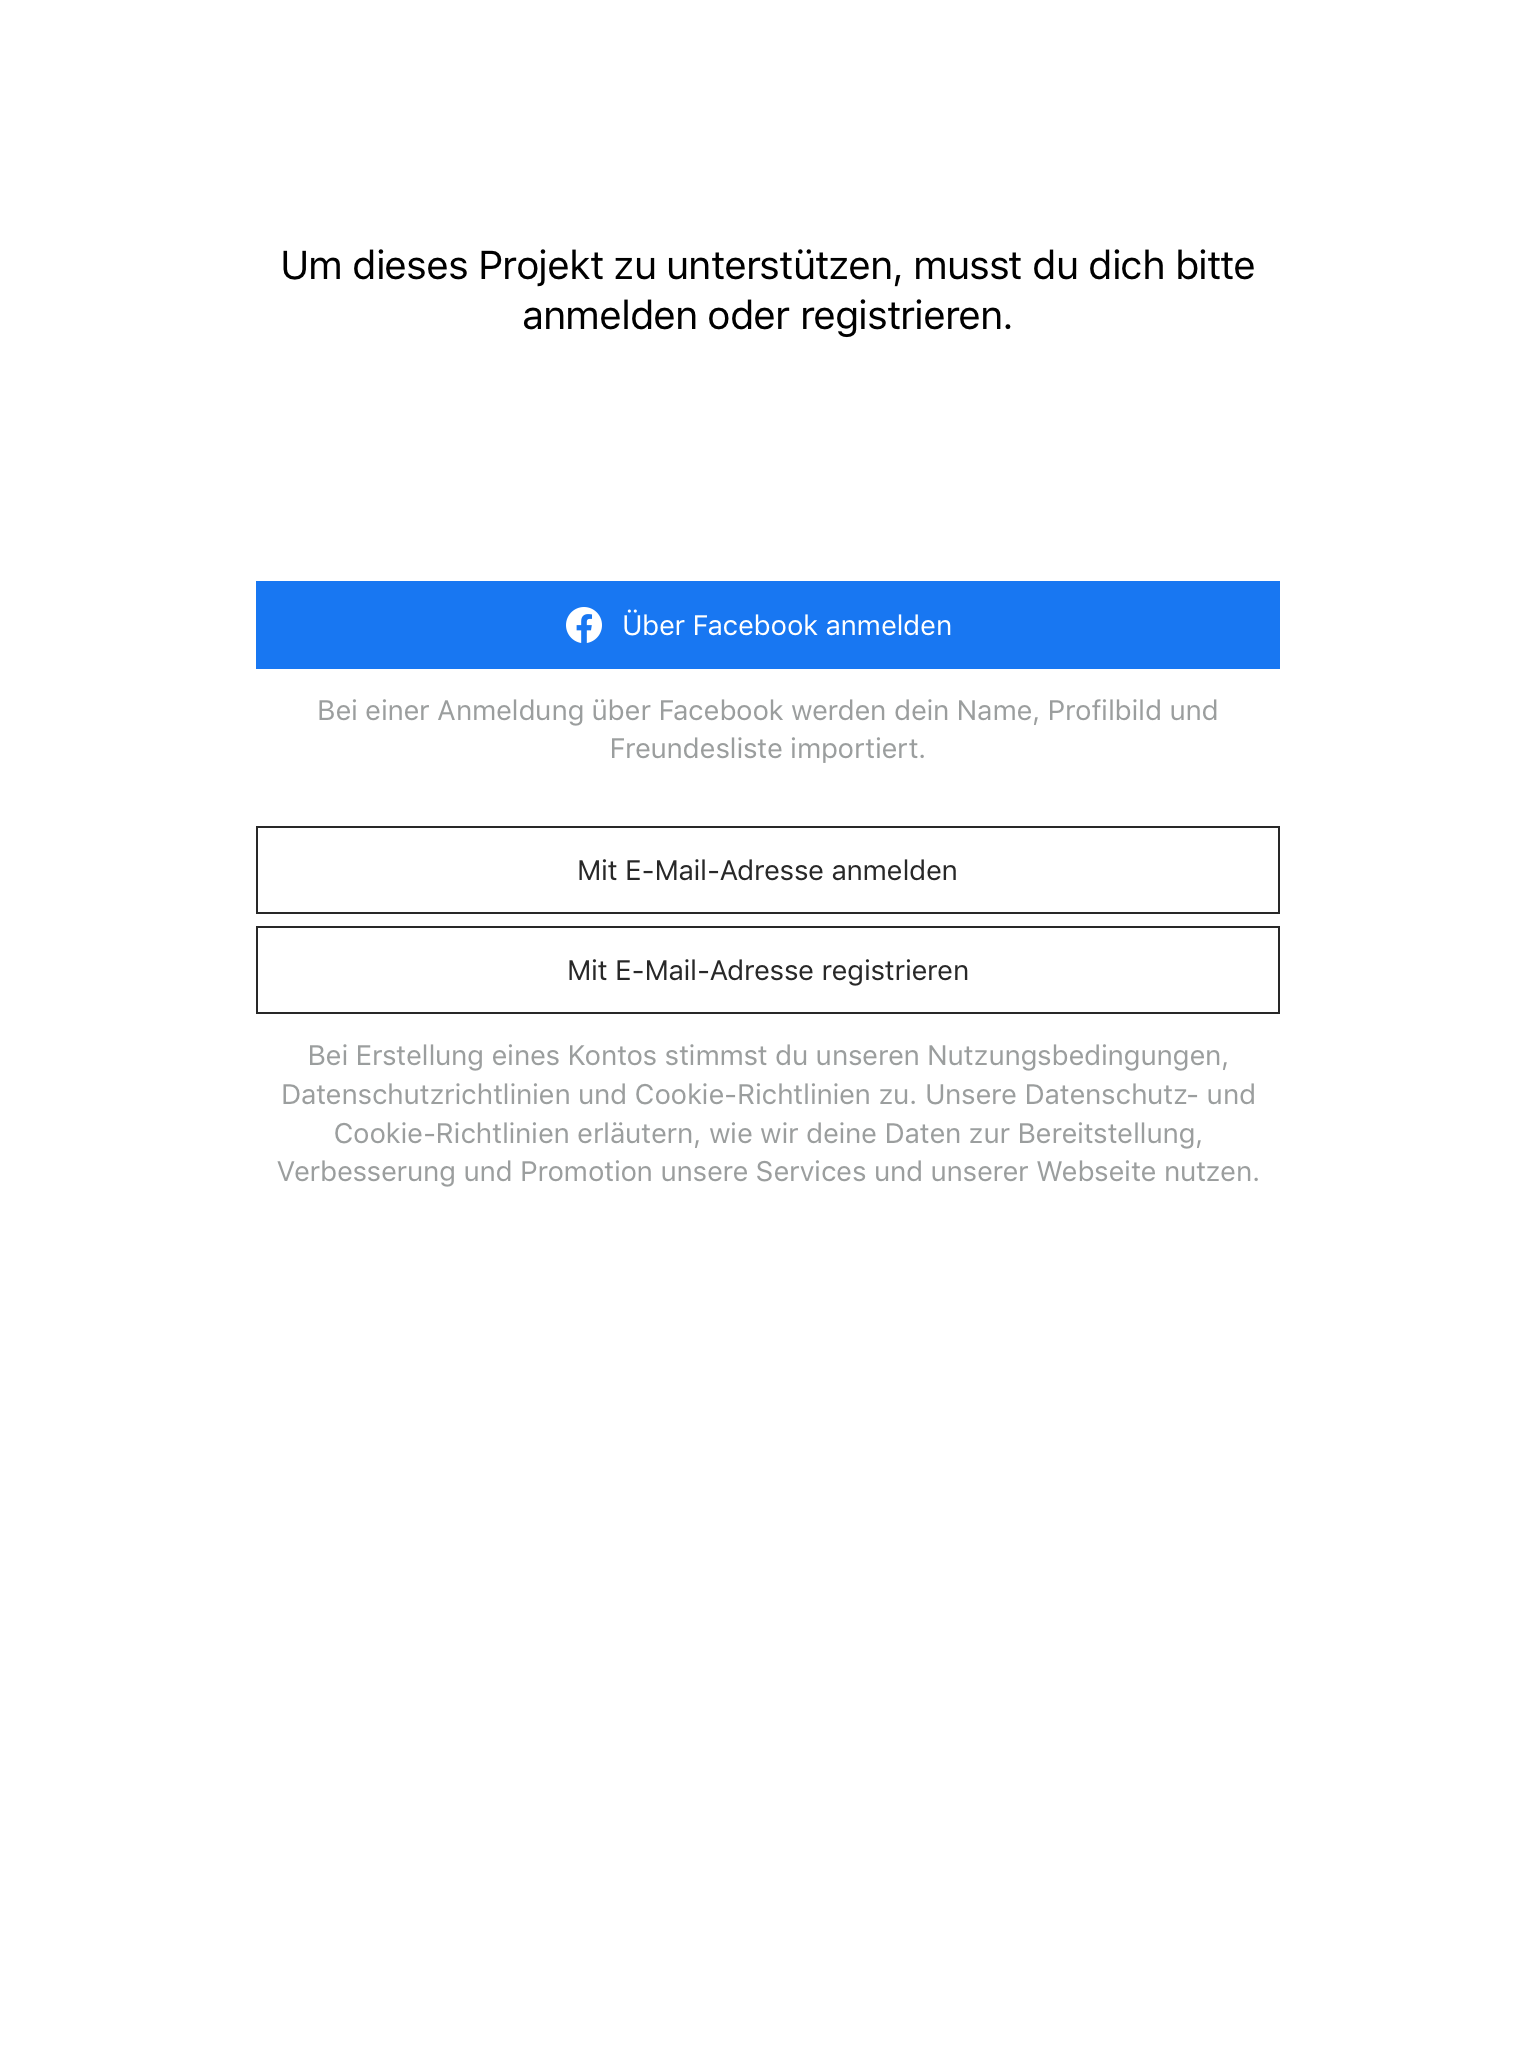 Um dieses Projekt zu unterstützen, musst du dich bitte
anmelden oder registrieren.
Über Facebook anmelden
Bei einer Anmeldung über Facebook werden dein Name, Profilbild und
Freundesliste importiert.
Mit E-Mail-Adresse anmelden
Mit E-Mail-Adresse registrieren
Bei Erstellung eines Kontos stimmst du unseren Nutzungsbedingungen,
Datenschutzrichtlinien und Cookie-Richtlinien zu. Unsere Datenschutz- und
Cookie-Richtlinien erläutern, wie wir deine Daten zur Bereitstellung,
Verbesserung und Promotion unsere Services und unserer Webseite nutzen.